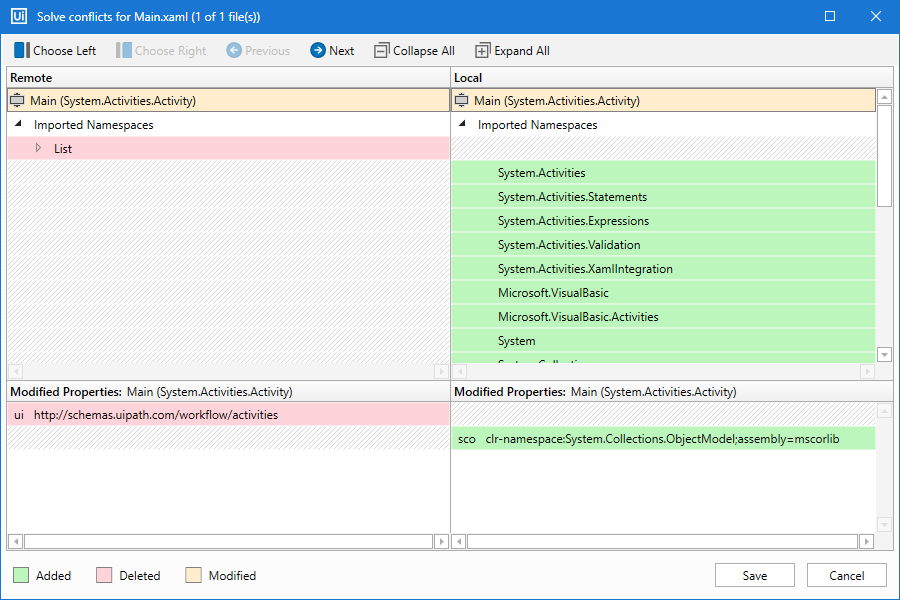 Ui Solve conflicts for Main.xaml (1 of 1 file(s))
Choose Left Choose Right Previous Next Collapse All Expand All
Remote Local
Main (System.Activities.Activity) Main (System.Activities.Activity)
Imported Namespaces Imported Namespaces
List
System.Activities
System.Activities.Statements
System.Activities.Expressions
System.Activities.Validation
System.Activities.XamlIntegration
Microsoft.VisualBasic
Microsoft.VisualBasic.Activities
System
Modified Properties: Main (System.Activities.Activity) Modified Properties: Main (System.Activities.Activity)
ui http://schemas.uipath.com/workflow/activities
sco clr-namespace:System.Collections.ObjectModel;assembly=mscorlib
Added Deleted Modified Save Cancel